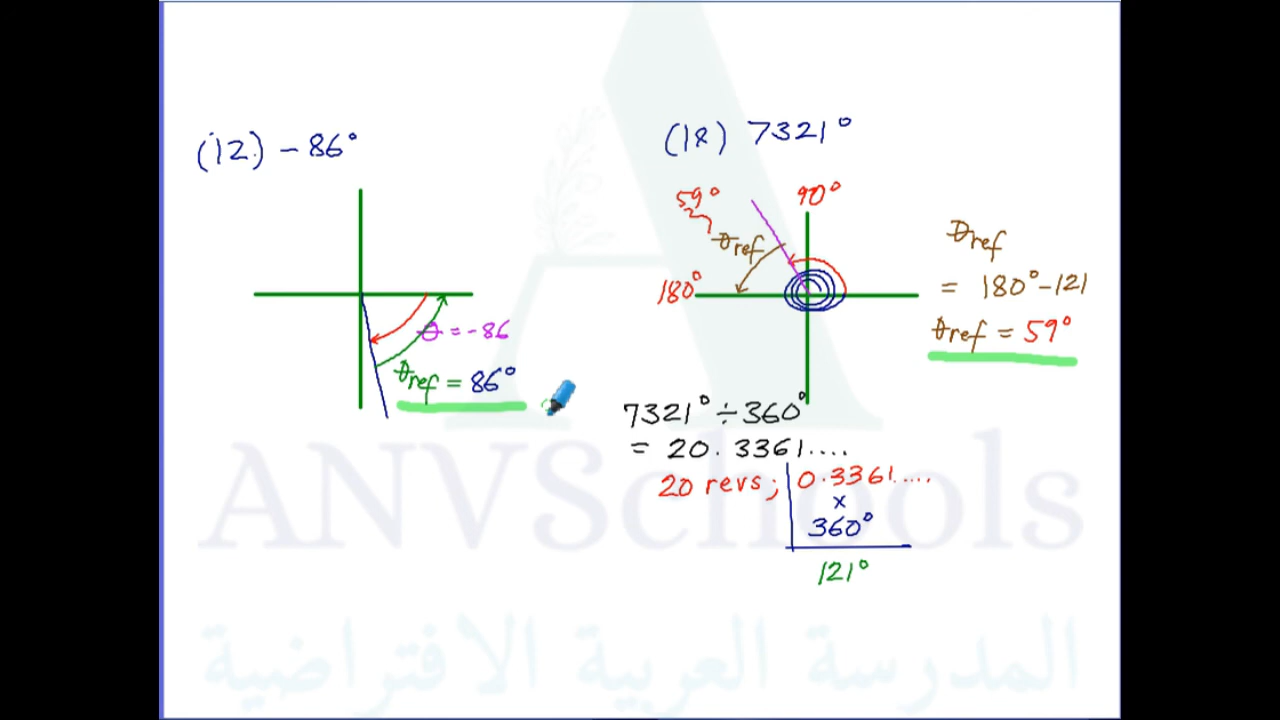 (12.) -86°
θ = -86
θref = 86°
(18) 7321°
59°
90°
θref
180°
θref
= 180° - 121
θref = 59°
7321° ÷ 360°
= 20.3361....
20 revs; 0.3361....
x
360°
121°
ANVSchools
المدرسة العربية الافتراضية